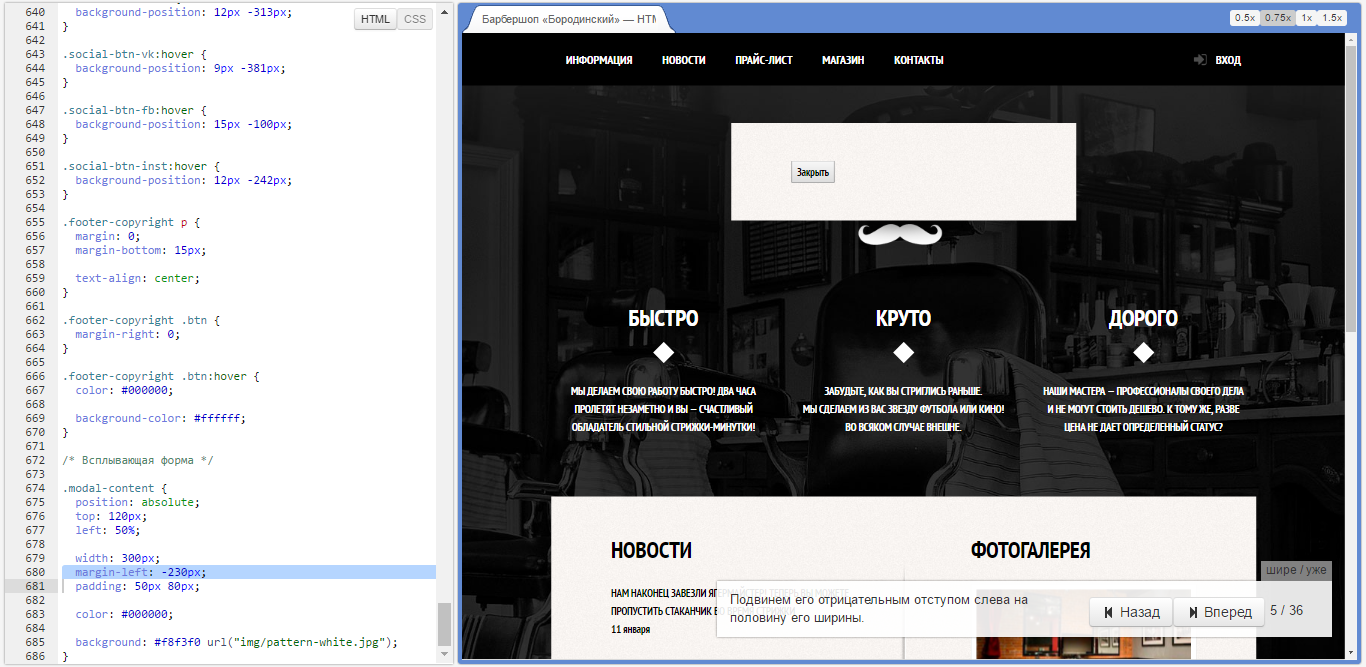 640 background-position: 12px -313px;
641 }
642
643 .social-btn-vk:hover {
644 background-position: 9px -381px;
645 }
646
647 .social-btn-fb:hover {
648 background-position: 15px -100px;
649 }
650
651 .social-btn-inst:hover {
652 background-position: 12px -242px;
653 }
654
655 .footer-copyright p {
656 margin: 0;
657 margin-bottom: 15px;
658
659 text-align: center;
660 }
661
662 .footer-copyright .btn {
663 margin-right: 0;
664 }
665
666 .footer-copyright .btn:hover {
667 color: #000000;
668
669 background-color: #ffffff;
670 }
671
672 /* Всплывающая форма */
673
674 .modal-content {
675 position: absolute;
676 top: 120px;
677 left: 50%;
678
679 width: 300px;
680 margin-left: -230px;
681 padding: 50px 80px;
682
683 color: #000000;
684
685 background: #f8f3f0 url("img/pattern-white.jpg");
686 }
HTML CSS
Барбершоп «Бородинский» — HTM
0.5x 0.75x 1x 1.5x
ИНФОРМАЦИЯ НОВОСТИ ПРАЙС-ЛИСТ МАГАЗИН КОНТАКТЫ ВХОД
Закрыть
БЫСТРО КРУТО ДОРОГО
МЫ ДЕЛАЕМ СВОЮ РАБОТУ БЫСТРО! ДВА ЧАСА
ПРОЛЕТЯТ НЕЗАМЕТНО И ВЫ – СЧАСТЛИВЫЙ
ОБЛАДАТЕЛЬ СТИЛЬНОЙ СТРИЖКИ-МИНУТКИ!
ЗАБУДЬТЕ, КАК ВЫ СТРИГЛИСЬ РАНЬШЕ.
МЫ СДЕЛАЕМ ИЗ ВАС ЗВЕЗДУ ФУТБОЛА ИЛИ КИНО!
ВО ВСЯКОМ СЛУЧАЕ ВНЕШНЕ.
НАШИ МАСТЕРА – ПРОФЕССИОНАЛЫ СВОЕГО ДЕЛА
И НЕ МОГУТ СТОИТЬ ДЕШЕВО. К ТОМУ ЖЕ, РАЗВЕ
ЦЕНА НЕ ДАЕТ ОПРЕДЕЛЕННЫЙ СТАТУС?
НОВОСТИ ФОТОГАЛЕРЕЯ
НАМ НАКОНЕЦ ЗАВЕЗЛИ
ПРОПУСТИТЬ СТАКАНЧИК
11 января
шире / уже
Подвинем его отрицательным отступом слева на
половину его ширины.
Назад Вперед 5 / 36